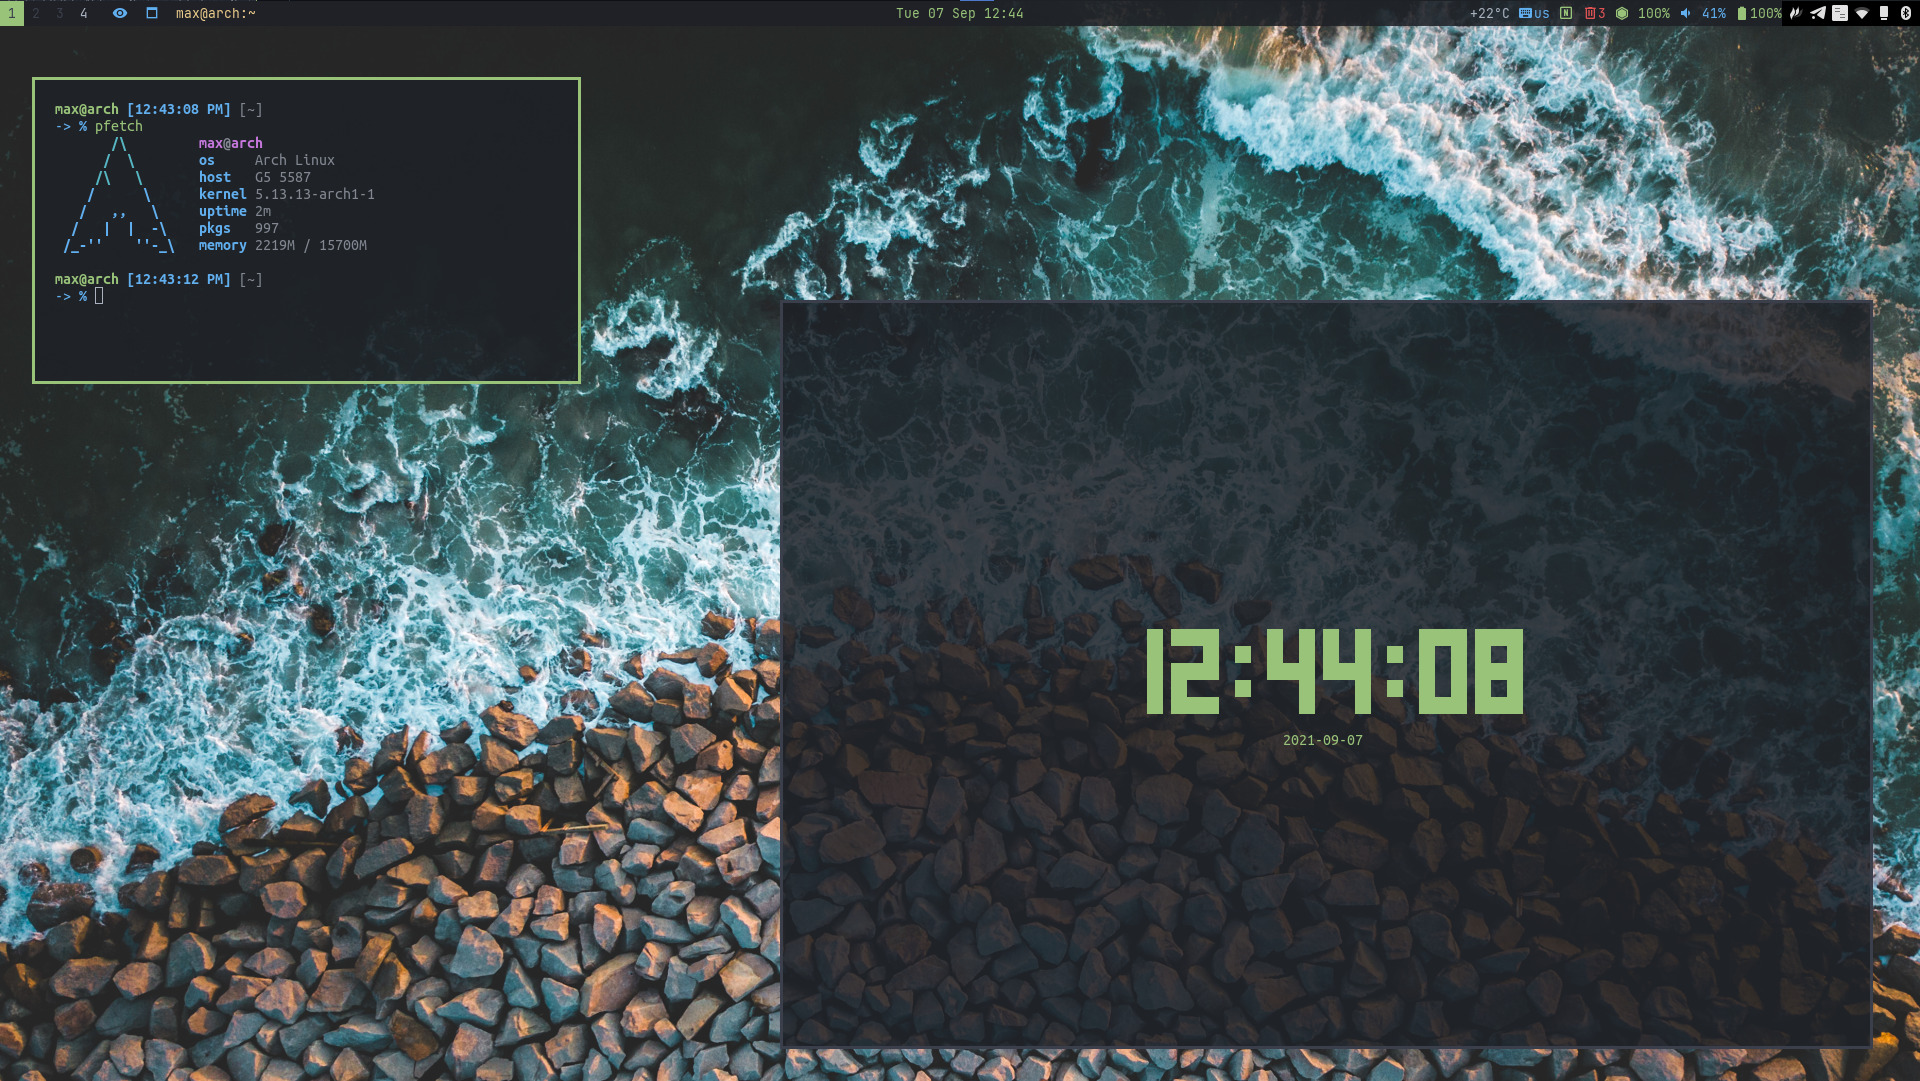 1 2 3 4 max@arch:~ Tue 07 Sep 12:44 +22°C us N 3 100% 41% 100%
max@arch [12:43:08 PM] [~]
-> % pfetch
max@arch
os Arch Linux
host G5 5587
kernel 5.13.13-arch1-1
uptime 2m
pkgs 997
memory 2219M / 15700M
max@arch [12:43:12 PM] [~]
-> %
12:44:08
2021-09-07